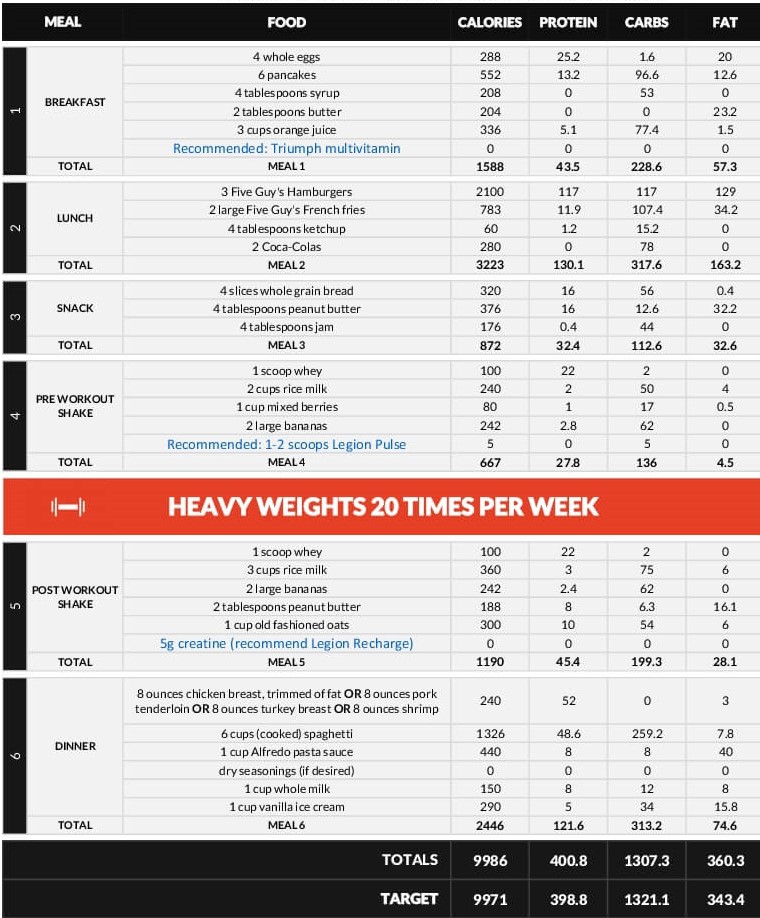 MEAL FOOD CALORIES PROTEIN CARBS FAT
1
BREAKFAST
4 whole eggs 288 25.2 1.6 20
6 pancakes 552 13.2 96.6 12.6
4 tablespoons syrup 208 0 53 0
2 tablespoons butter 204 0 0 23.2
3 cups orange juice 336 5.1 77.4 1.5
Recommended: Triumph multivitamin 0 0 0 0
TOTAL MEAL 1 1588 43.5 228.6 57.3
2
LUNCH
3 Five Guy's Hamburgers 2100 117 117 129
2 large Five Guy's French fries 783 11.9 107.4 34.2
4 tablespoons ketchup 60 1.2 15.2 0
2 Coca-Colas 280 0 78 0
TOTAL MEAL 2 3223 130.1 317.6 163.2
3
SNACK
4 slices whole grain bread 320 16 56 0.4
4 tablespoons peanut butter 376 16 12.6 32.2
4 tablespoons jam 176 0.4 44 0
TOTAL MEAL 3 872 32.4 112.6 32.6
4
PRE WORKOUT
SHAKE
1 scoop whey 100 22 2 0
2 cups rice milk 240 2 50 4
1 cup mixed berries 80 1 17 0.5
2 large bananas 242 2.8 62 0
Recommended: 1-2 scoops Legion Pulse 5 0 5 0
TOTAL MEAL 4 667 27.8 136 4.5
HEAVY WEIGHTS 20 TIMES PER WEEK
5
POST WORKOUT
SHAKE
1 scoop whey 100 22 2 0
3 cups rice milk 360 3 75 6
2 large bananas 242 2.4 62 0
2 tablespoons peanut butter 188 8 6.3 16.1
1 cup old fashioned oats 300 10 54 6
5g creatine (recommend Legion Recharge) 0 0 0 0
TOTAL MEAL 5 1190 45.4 199.3 28.1
6
DINNER
8 ounces chicken breast, trimmed of fat OR 8 ounces pork
tenderloin OR 8 ounces turkey breast OR 8 ounces shrimp 240 52 0 3
6 cups (cooked) spaghetti 1326 48.6 259.2 7.8
1 cup Alfredo pasta sauce 440 8 8 40
dry seasonings (if desired) 0 0 0 0
1 cup whole milk 150 8 12 8
1 cup vanilla ice cream 290 5 34 15.8
TOTAL MEAL 6 2446 121.6 313.2 74.6
TOTALS 9986 400.8 1307.3 360.3
TARGET 9971 398.8 1321.1 343.4